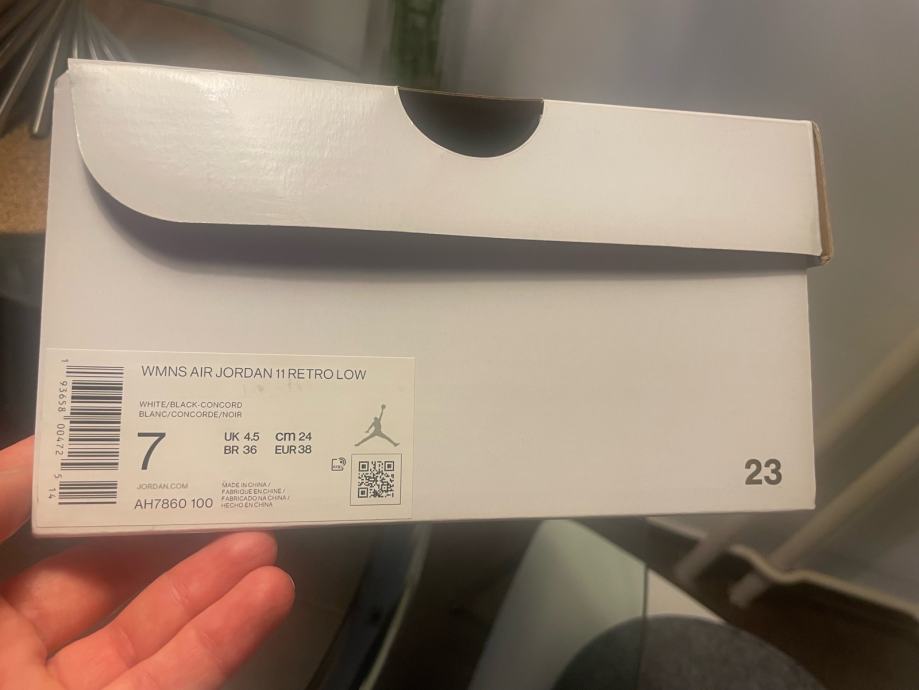 WMNS AIR JORDAN 11 RETRO LOW
WHITE/BLACK-CONCORD
BLANC/CONCORDE/NOIR
7
UK 4.5 cm 24
BR 36 EUR 38
JORDAN.COM
AH7860 100
MADE IN CHINA /
FABRIQUE EN CHINE /
FABRICADO NA CHINA /
HECHO EN CHINA
1 93658 00472 5 14
23